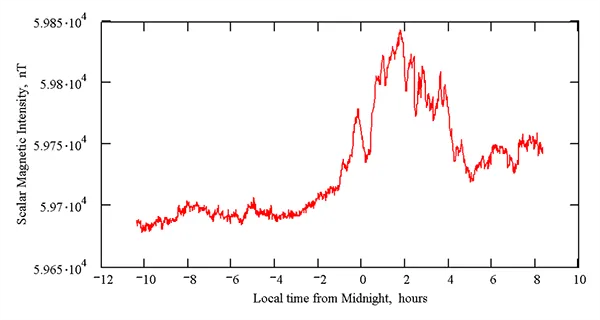 5.985·10⁴
5.98·10⁴
5.975·10⁴
5.97·10⁴
5.965·10⁴
Scalar Magnetic Intensity, nT
−12 −10 −8 −6 −4 −2 0 2 4 6 8 10
Local time from Midnight, hours